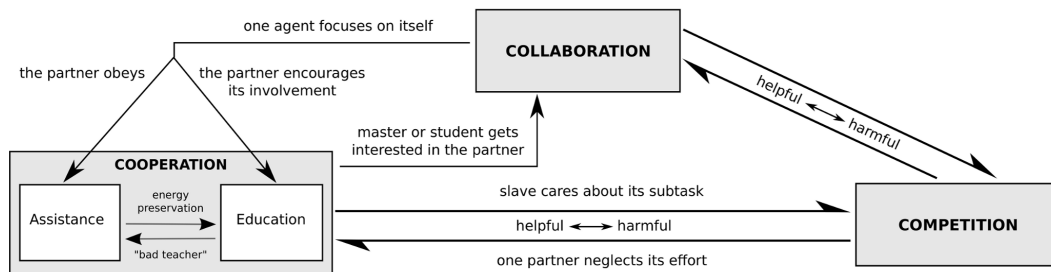 one agent focuses on itself
COLLABORATION
the partner obeys
the partner encourages
its involvement
helpful
harmful
master or student gets
interested in the partner
COOPERATION
Assistance
energy
preservation
"bad teacher"
Education
slave cares about its subtask
helpful
harmful
one partner neglects its effort
COMPETITION